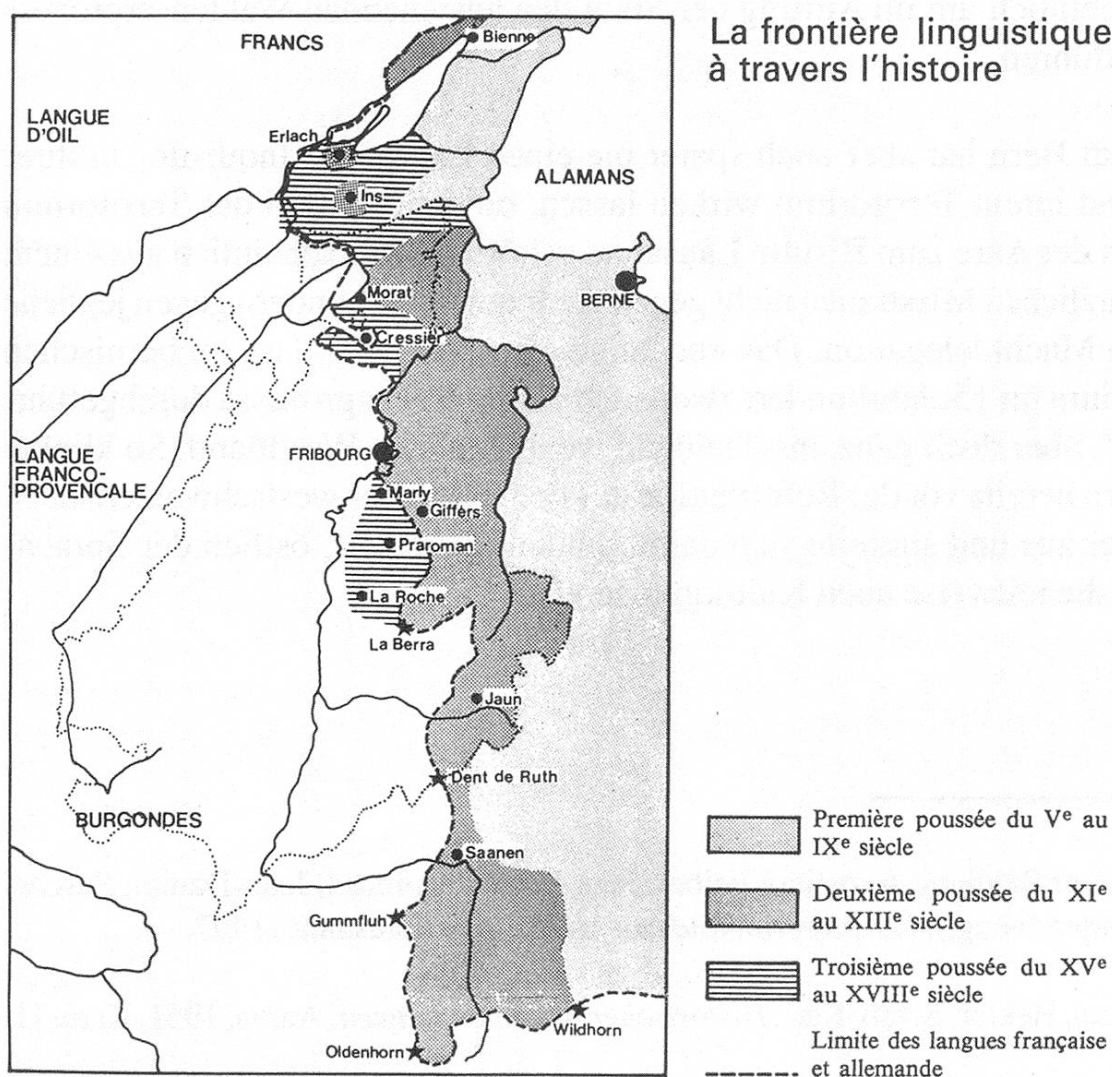 La frontière linguistique
à travers l'histoire
FRANCS
Bienne
LANGUE
D'OIL
Erlach
Ins
ALAMANS
BERNE
Morat
Cressier
FRIBOURG
LANGUE
FRANCO-
PROVENCALE
Marly
Giffers
Praroman
La Roche
La Berra
Jaun
Dent de Ruth
BURGONDES
Saanen
Gummfluh
Wildhorn
Oldenhorn
Première poussée du Ve au
IXe siècle
Deuxième poussée du XIe
au XIIIe siècle
Troisième poussée du XVe
au XVIIIe siècle
Limite des langues française
et allemande